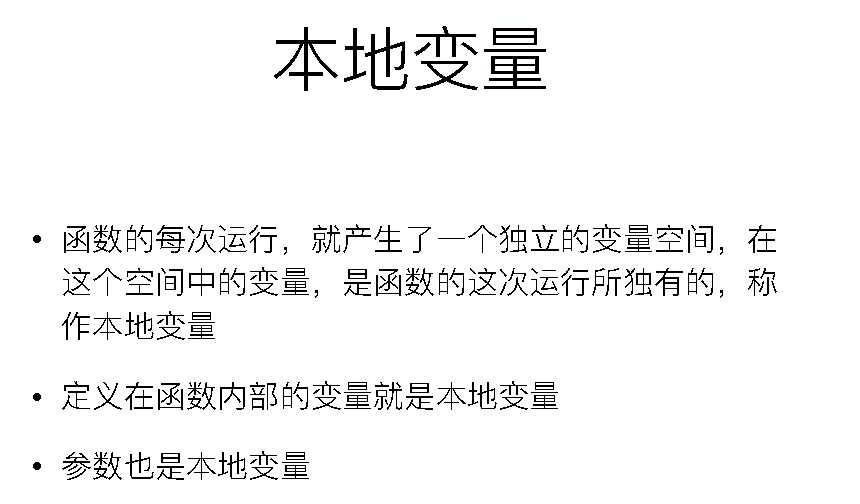 本地变量
• 函数的每次运行，就产生了一个独立的变量空间，在
这个空间中的变量，是函数的这次运行所独有的，称
作本地变量
• 定义在函数内部的变量就是本地变量
• 参数也是本地变量